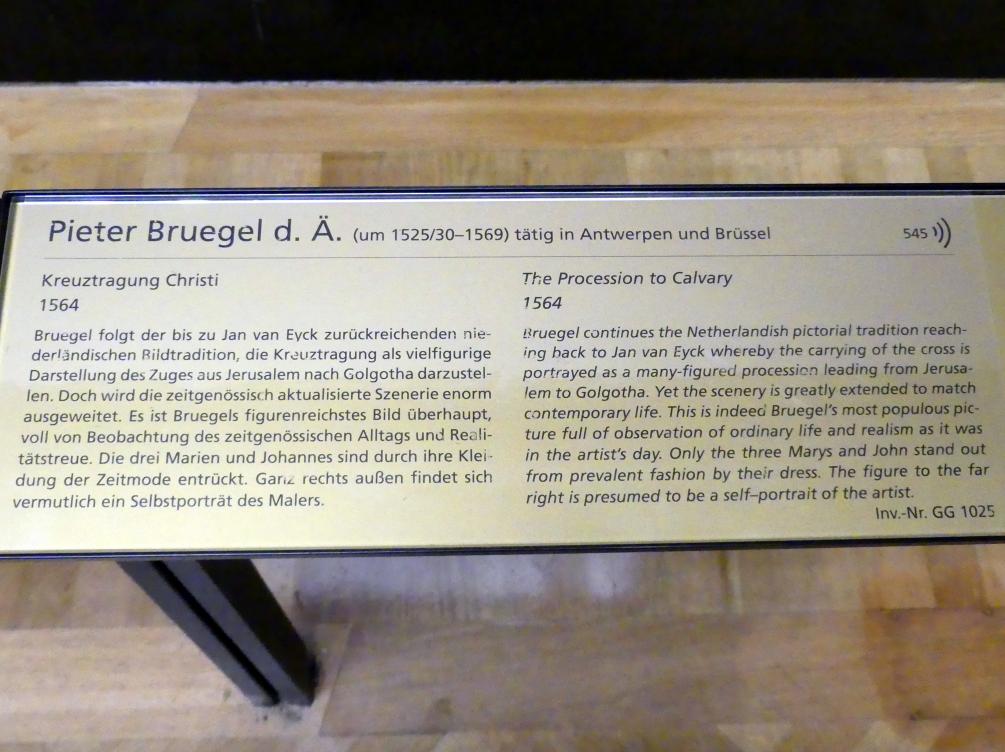 Pieter Bruegel d. Ä. (um 1525/30–1569) tätig in Antwerpen und Brüssel 545
Kreuztragung Christi
1564
Bruegel folgt der bis zu Jan van Eyck zurückreichenden nie-
derländischen Bildtradition, die Kreuztragung als vielfigurige
Darstellung des Zuges aus Jerusalem nach Golgotha darzustel-
len. Doch wird die zeitgenössisch aktualisierte Szenerie enorm
ausgeweitet. Es ist Bruegels figurenreichstes Bild überhaupt,
voll von Beobachtung des zeitgenössischen Alltags und Reali-
tätstreue. Die drei Marien und Johannes sind durch ihre Klei-
dung der Zeitmode entrückt. Ganz rechts außen findet sich
vermutlich ein Selbstporträt des Malers.
The Procession to Calvary
1564
Bruegel continues the Netherlandish pictorial tradition reach-
ing back to Jan van Eyck whereby the carrying of the cross is
portrayed as a many-figured procession leading from Jerusa-
lem to Golgotha. Yet the scenery is greatly extended to match
contemporary life. This is indeed Bruegel's most populous pic-
ture full of observation of ordinary life and realism as it was
in the artist's day. Only the three Marys and John stand out
from prevalent fashion by their dress. The figure to the far
right is presumed to be a self–portrait of the artist.
Inv.-Nr. GG 1025